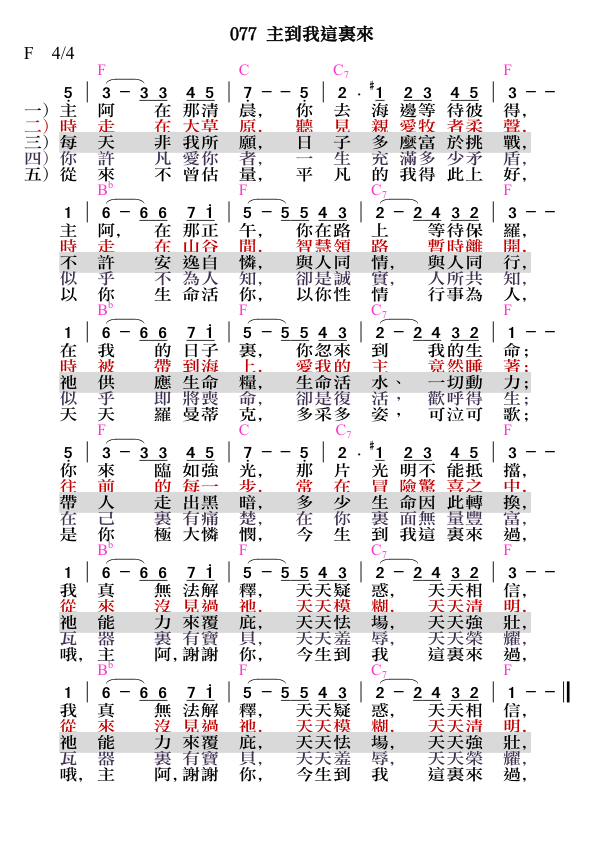 077 主到我這裏來
F 4/4
F C C7 F
5 | 3 － 3 3 4 5 | 7 － － 5 | 2 . #1 2 3 4 5 | 3 － －
一) 主 阿 在 那清 晨， 你 去 海 邊等 待彼 得，
二) 時 走 在 大草 原． 聽 見 親 愛牧 者柔 聲．
三) 每 天 非 我所 願， 日 子 多 麼富 於挑 戰，
四) 你 許 凡 愛你 者， 一 生 充 滿多 少矛 盾，
五) 從 來 不 曾估 量， 平 凡 的 我得 此上 好，
Bb F C7 F
1 | 6 － 6 6 7 i | 5 － 5 5 4 3 | 2 － 2 4 3 2 | 1 － －
主 阿， 在 那正 午， 你在路 上 等待保 羅，
時 走 在 山谷 間． 智慧領 路 暫時離 開．
不 許 安 逸自 憐， 與人同 情， 與人同 行，
似 乎 不 為人 知， 卻是誠 實， 人所共 知，
以 你 生 命活 你， 以你性 情 行事為 人，
Bb F C7 F
1 | 6 － 6 6 7 i | 5 － 5 5 4 3 | 2 － 2 4 3 2 | 1 － －
在 我 的 日子 裏， 你忽來 到 我的生 命；
時 被 帶 到海 上． 愛我的 主 竟然睡 著；
祂 供 應 生命 糧， 生命活 水、 一切動 力；
似 乎 即 將喪 命， 卻是復 活， 歡呼得 生；
天 天 羅 曼蒂 克， 多采多 姿， 可泣可 歌；
F C C7 F
5 | 3 － 3 3 4 5 | 7 － － 5 | 2 . #1 2 3 4 5 | 3 － －
你 來 臨 如強 光， 那 片 光 明不 能抵 擋，
往 前 的 每一 步． 常 在 冒 險驚 喜之 中．
帶 人 走 出黑 暗， 多 少 生 命因 此轉 換，
在 己 裏 有痛 楚， 在 你 裏 面無 量豐 富，
是 你 極 大憐 憫， 今 生 到 我這 裏來 過，
Bb F C7 F
1 | 6 － 6 6 7 i | 5 － 5 5 4 3 | 2 － 2 4 3 2 | 1 － －
我 真 無 法解 釋， 天天疑 惑， 天天相 信，
從 來 沒 見過 祂． 天天模 糊． 天天清 明．
祂 能 力 來覆 庇， 天天怯 場， 天天強 壯，
瓦 器 裏 有寶 貝， 天天羞 辱， 天天榮 耀，
哦， 主 阿， 謝謝 你， 今生到 我 這裏來 過，
Bb F C7 F
1 | 6 － 6 6 7 i | 5 － 5 5 4 3 | 2 － 2 4 3 2 | 1 － － ‖
我 真 無 法解 釋， 天天疑 惑， 天天相 信，
從 來 沒 見過 祂． 天天模 糊． 天天清 明．
祂 能 力 來覆 庇， 天天怯 場， 天天強 壯，
瓦 器 裏 有寶 貝， 天天羞 辱， 天天榮 耀，
哦， 主 阿， 謝謝 你， 今生到 我 這裏來 過，